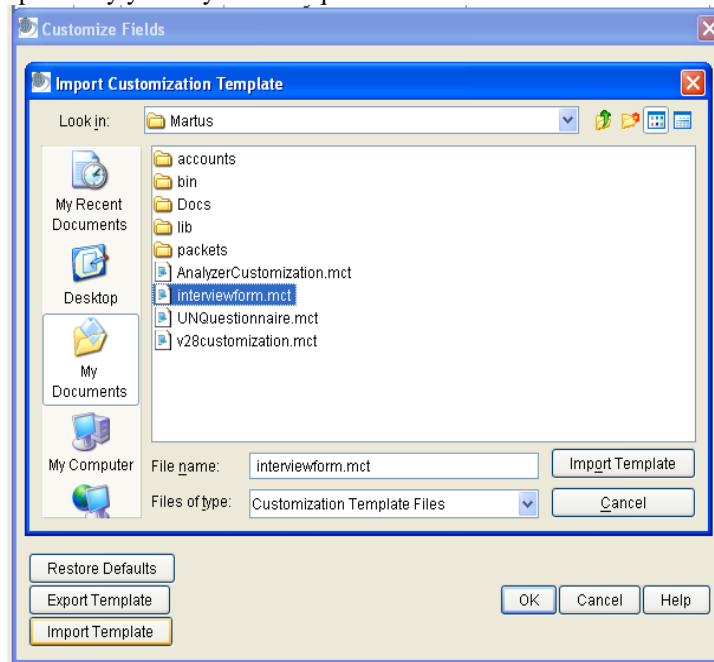 Customize Fields
Import Customization Template
Look in: Martus
My Recent Documents
Desktop
My Documents
My Computer
accounts
bin
Docs
lib
packets
AnalyzerCustomization.mct
interviewform.mct
UNQuestionnaire.mct
v28customization.mct
File name: interviewform.mct Import Template
Files of type: Customization Template Files Cancel
Restore Defaults
Export Template OK Cancel Help
Import Template